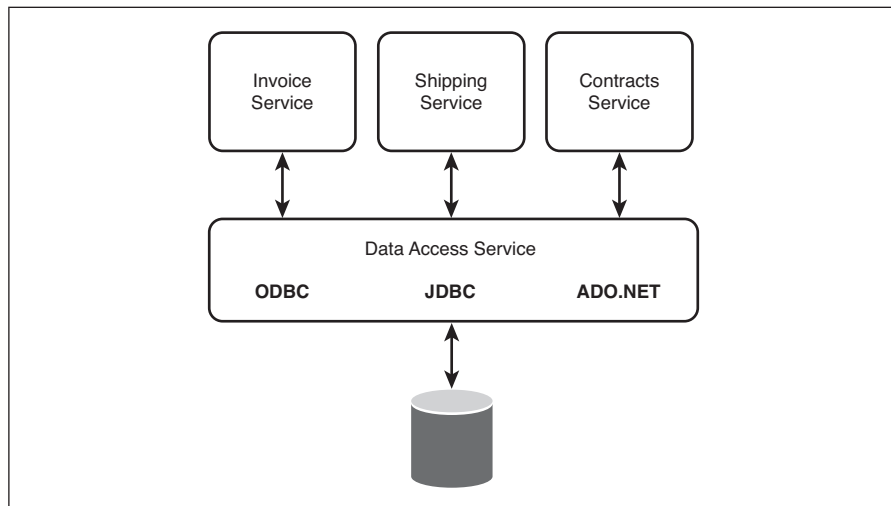 Invoice
Service
Shipping
Service
Contracts
Service
Data Access Service
ODBC JDBC ADO.NET